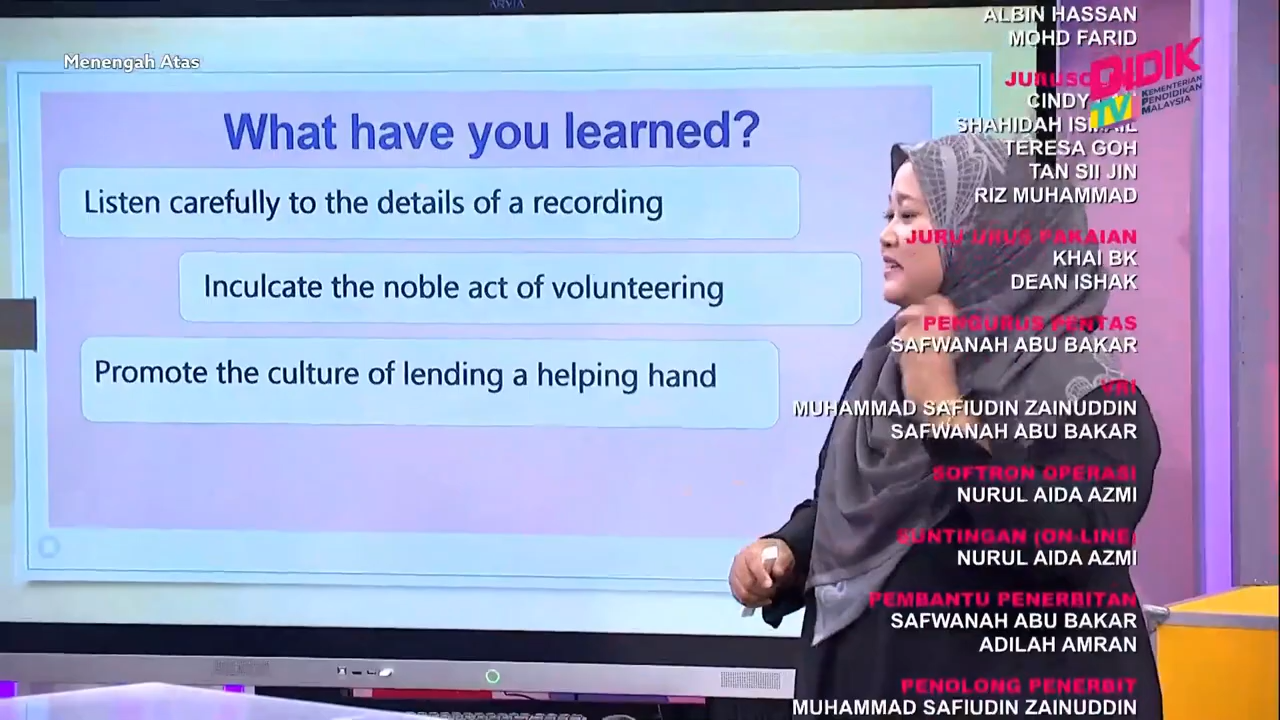 ARVIA
Menengah Atas
What have you learned?
Listen carefully to the details of a recording
Inculcate the noble act of volunteering
Promote the culture of lending a helping hand
DIDIK
TV
KEMENTERIAN
PENDIDIKAN
MALAYSIA
ALBIN HASSAN
MOHD FARID
CINDY
SHAHIDAH ISMAIL
TERESA GOH
TAN SII JIN
RIZ MUHAMMAD
JURU URUS PAKAIAN
KHAI BK
DEAN ISHAK
PENGURUS PENTAS
SAFWANAH ABU BAKAR
VRI
MUHAMMAD SAFIUDIN ZAINUDDIN
SAFWANAH ABU BAKAR
SOFTRON OPERASI
NURUL AIDA AZMI
SUNTINGAN (ON-LINE)
NURUL AIDA AZMI
PEMBANTU PENERBITAN
SAFWANAH ABU BAKAR
ADILAH AMRAN
PENOLONG PENERBIT
MUHAMMAD SAFIUDIN ZAINUDDIN